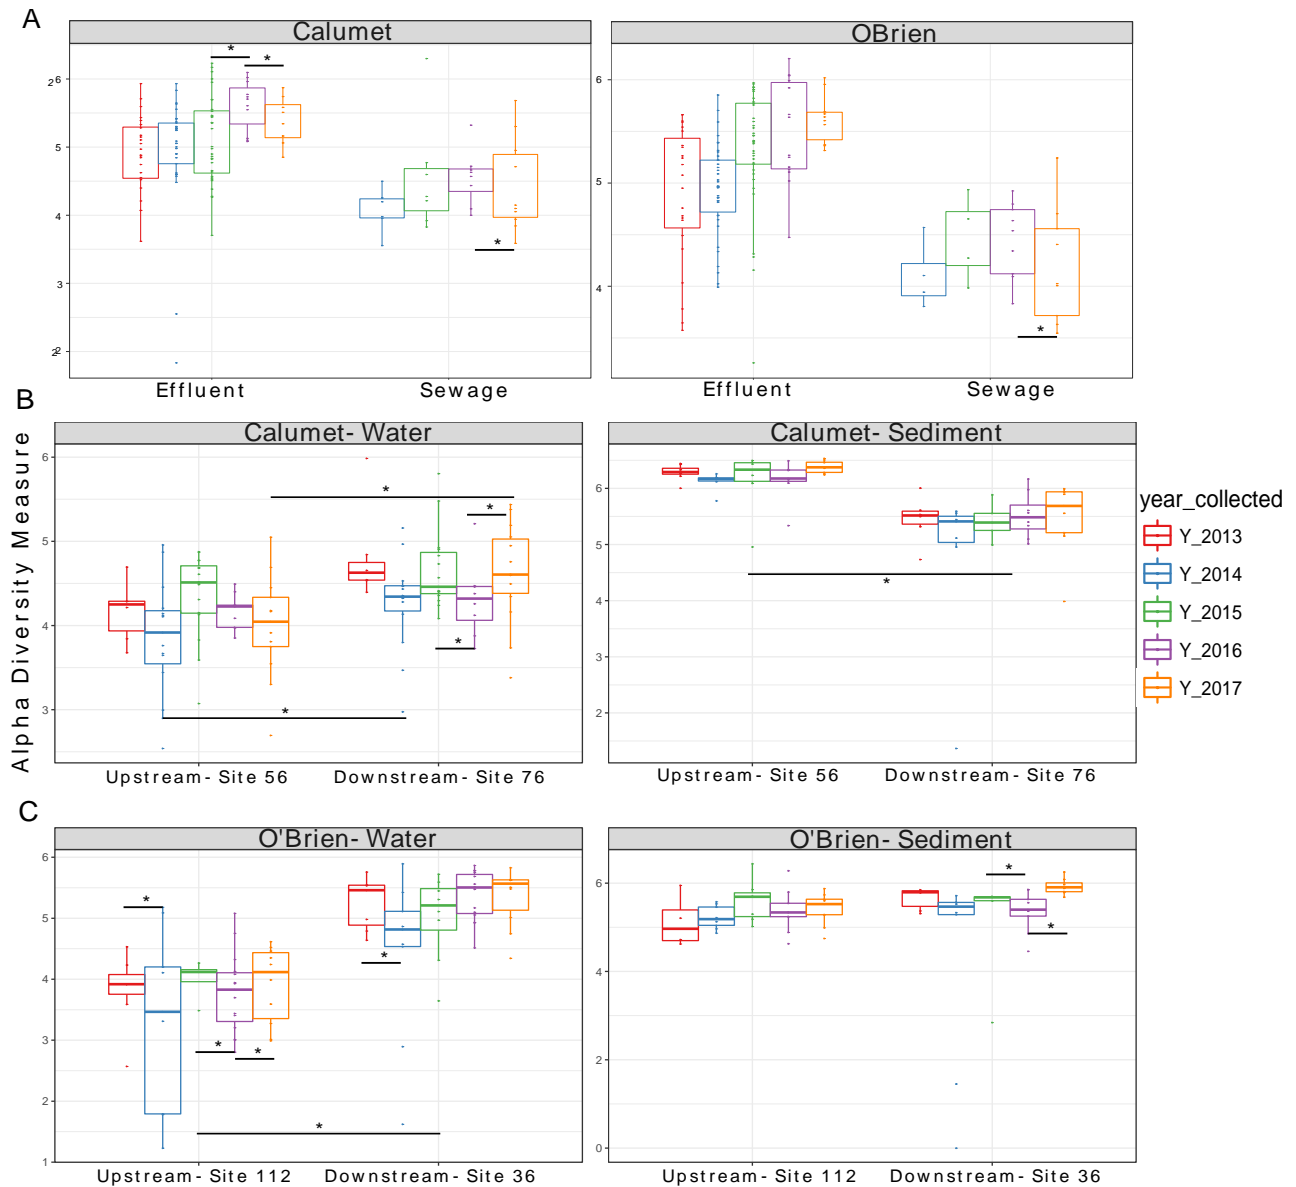 A
Calumet
OBrien
*
*
*
*
26
5
4
3
22
6
5
4
Effluent
Sewage
Effluent
Sewage
B
Alpha Diversity Measure
Calumet- Water
Calumet- Sediment
*
*
*
*
*
6
5
4
3
6
5
4
3
2
Upstream- Site 56
Downstream- Site 76
Upstream- Site 56
Downstream- Site 76
year_collected
Y_2013
Y_2014
Y_2015
Y_2016
Y_2017
C
O'Brien- Water
O'Brien- Sediment
*
*
*
*
*
*
*
6
5
4
3
2
1
6
4
2
0
Upstream- Site 112
Downstream- Site 36
Upstream- Site 112
Downstream- Site 36